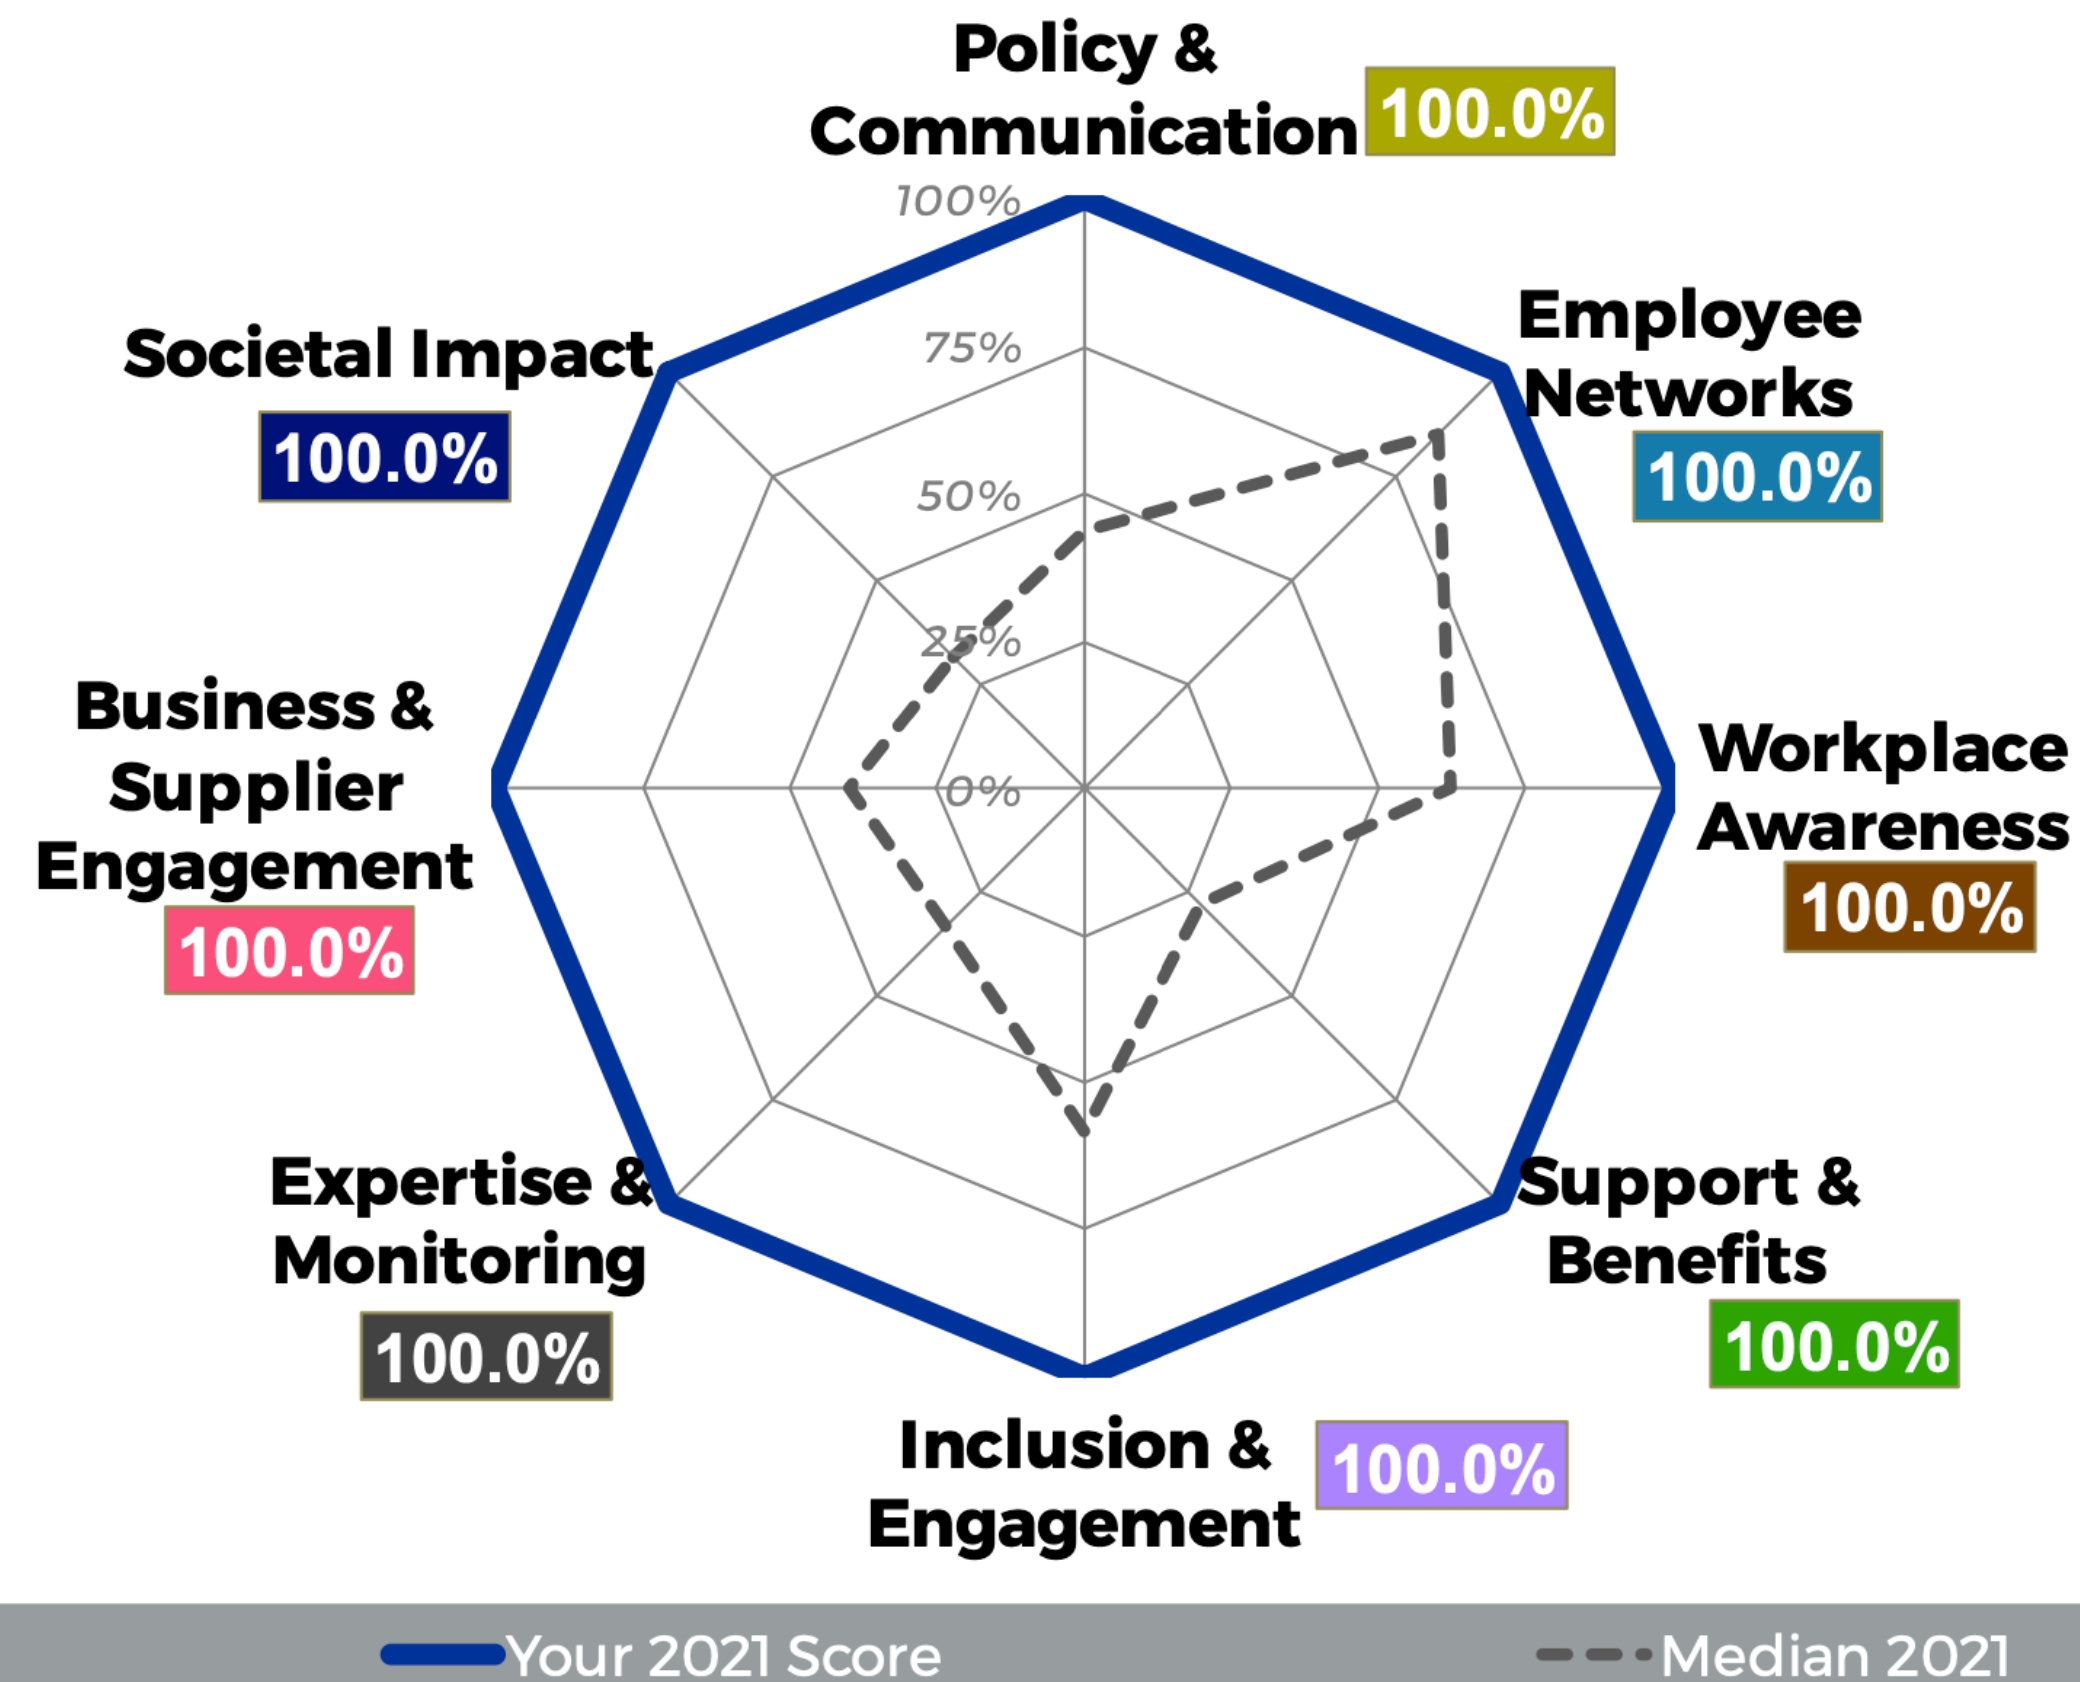 Policy &
Communication
100.0%
100%
75%
50%
25%
0%
Employee
Networks
100.0%
Workplace
Awareness
100.0%
Support &
Benefits
100.0%
Inclusion &
Engagement
100.0%
Expertise &
Monitoring
100.0%
Business &
Supplier
Engagement
100.0%
Societal Impact
100.0%
Your 2021 Score
Median 2021